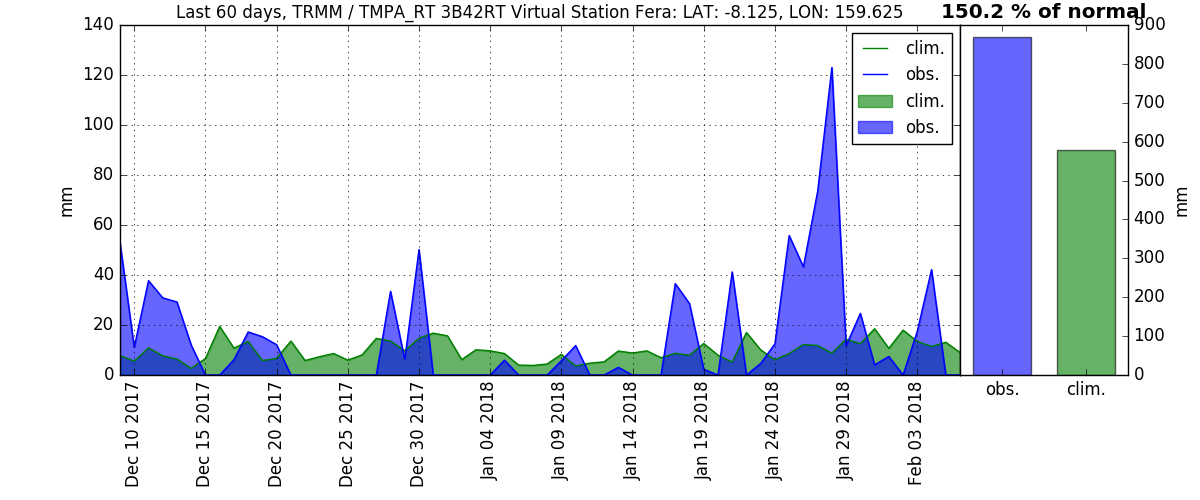 Last 60 days, TRMM / TMPA_RT 3B42RT Virtual Station Fera: LAT: -8.125, LON: 159.625
150.2 % of normal
mm
140
120
100
80
60
40
20
0
clim.
obs.
clim.
obs.
Dec 10 2017
Dec 15 2017
Dec 20 2017
Dec 25 2017
Dec 30 2017
Jan 04 2018
Jan 09 2018
Jan 14 2018
Jan 19 2018
Jan 24 2018
Jan 29 2018
Feb 03 2018
900
800
700
600
500
400
300
200
100
0
mm
obs.
clim.